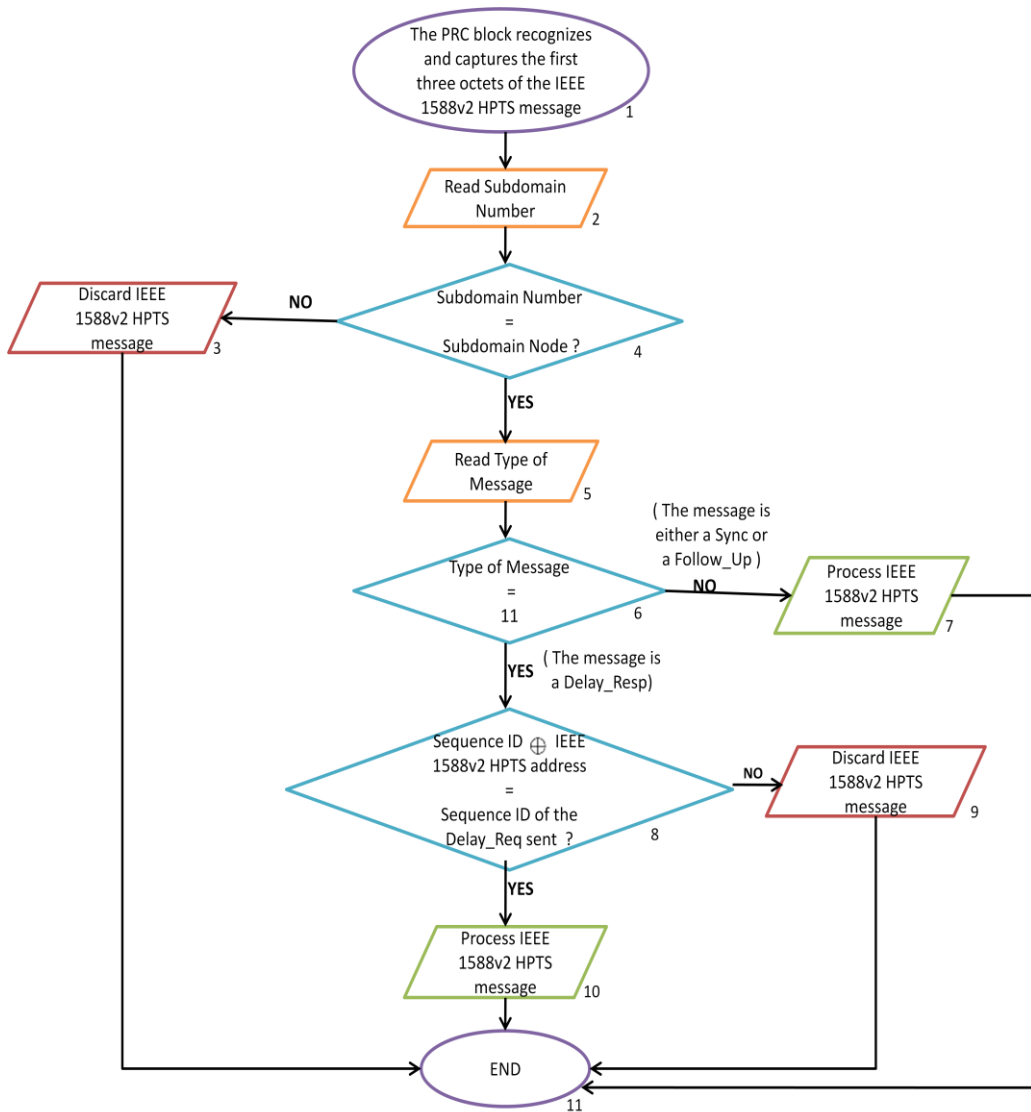 The PRC block recognizes
and captures the first
three octets of the IEEE
1588v2 HPTS message
1
Read Subdomain
Number
2
Subdomain Number
=
Subdomain Node ?
4
NO
Discard IEEE
1588v2 HPTS
message
3
YES
Read Type of
Message
5
Type of Message
=
11
6
( The message is
either a Sync or
a Follow_Up )
NO
Process IEEE
1588v2 HPTS
message
7
YES
( The message is
a Delay_Resp)
Sequence ID ⊕ IEEE
1588v2 HPTS address
=
Sequence ID of the
Delay_Req sent ?
8
NO
Discard IEEE
1588v2 HPTS
message
9
YES
Process IEEE
1588v2 HPTS
message
10
END
11